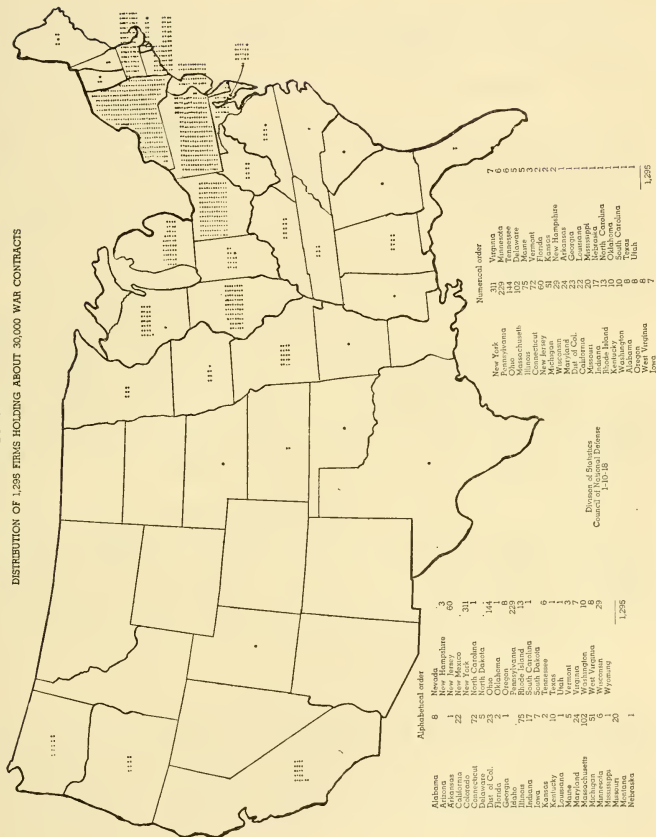 DISTRIBUTION OF 1,295 FIRMS HOLDING ABOUT 30,000 WAR CONTRACTS
Alphabetical order
Alabama 8
Arizona
Arkansas 1
California 22
Colorado
Connecticut 72
Delaware 5
Dist. of Col. 23
Florida 2
Georgia 1
Idaho
Illinois 75
Indiana 17
Iowa 7
Kansas 2
Kentucky 10
Louisiana 1
Maine 5
Maryland 24
Massachusetts 102
Michigan 51
Minnesota 6
Mississippi 1
Missouri 20
Montana
Nebraska 1
Nevada
New Hampshire 3
New Jersey 60
New Mexico
New York 311
North Carolina 1
North Dakota
Ohio 144
Oklahoma 1
Oregon 8
Pennsylvania 229
Rhode Island 13
South Carolina 1
South Dakota
Tennessee 6
Texas 1
Utah 1
Vermont 3
Virginia 7
Washington 10
West Virginia 8
Wisconsin 29
Wyoming
1,295
Division of Statistics
Council of National Defense
1-10-18
Numerical order
New York 311
Pennsylvania 229
Ohio 144
Massachusetts 102
Illinois 75
Connecticut 72
New Jersey 60
Michigan 51
Wisconsin 29
Maryland 24
Dist of Col. 23
California 22
Missouri 20
Indiana 17
Rhode Island 13
Kentucky 10
Washington 10
Alabama 8
Oregon 8
West Virginia 8
Iowa 7
Virginia 7
Minnesota 6
Tennessee 6
Delaware 5
Maine 5
Vermont 3
Florida 2
Kansas 2
New Hampshire
Arkansas 1
Georgia 1
Louisiana 1
Mississippi 1
Nebraska 1
North Carolina 1
Oklahoma 1
South Carolina 1
Texas 1
Utah 1
1,295